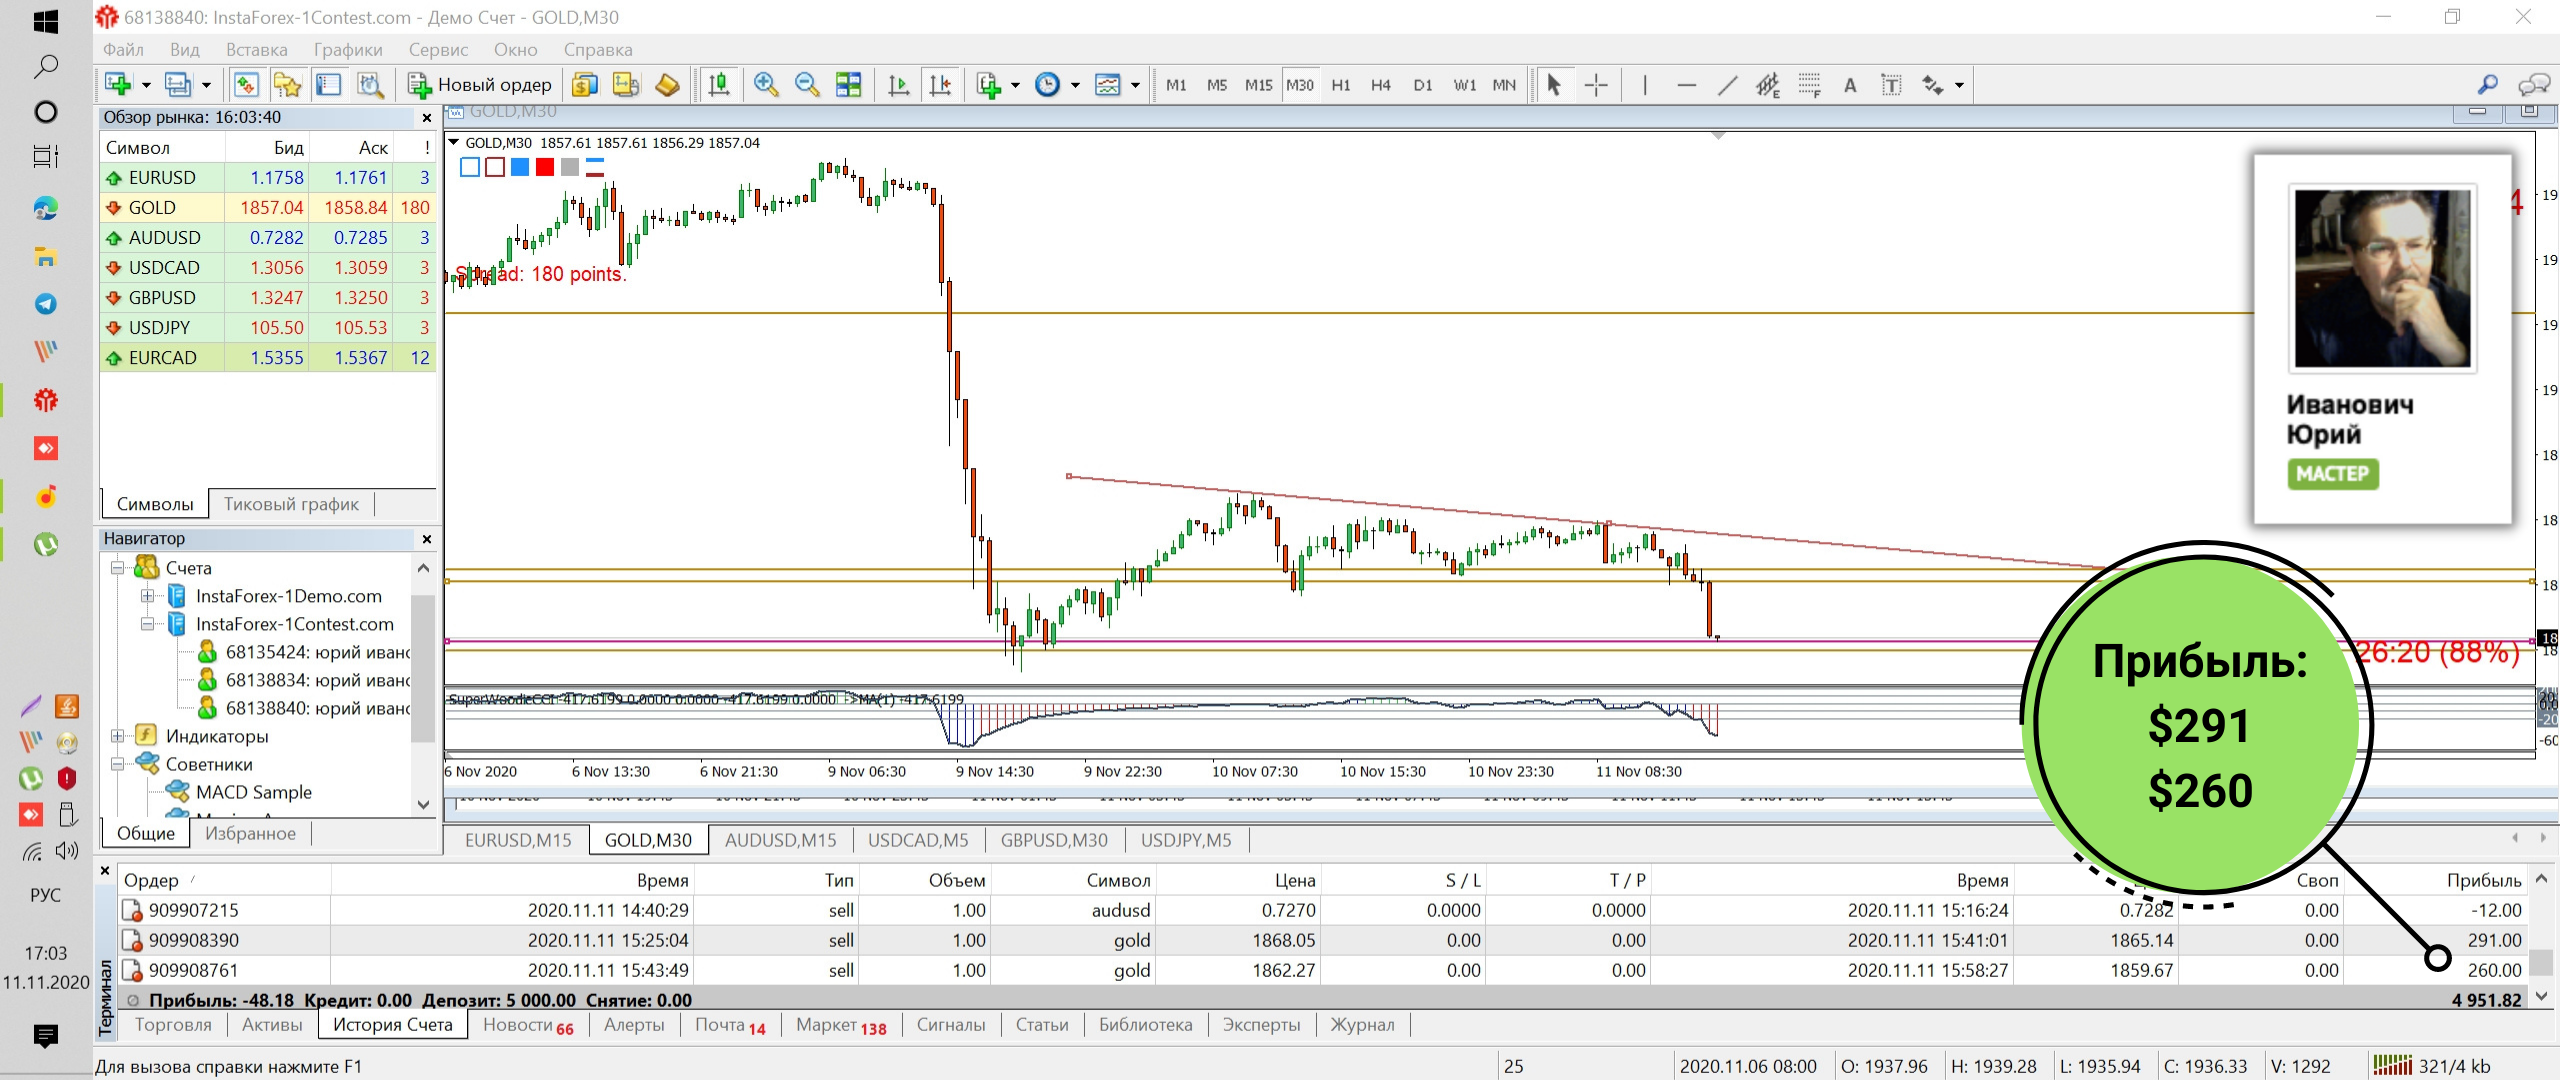 68138840: InstaForex-1Contest.com - Демо Счет - GOLD,M30
Файл Вид Вставка Графики Сервис Окно Справка
Новый ордер M1 M5 M15 M30 H1 H4 D1 W1 MN
Обзор рынка: 16:03:40
Символ Бид Аск !
EURUSD 1.1758 1.1761 3
GOLD 1857.04 1858.84 180
AUDUSD 0.7282 0.7285 3
USDCAD 1.3056 1.3059 3
GBPUSD 1.3247 1.3250 3
USDJPY 105.50 105.53 3
EURCAD 1.5355 1.5367 12
Символы Тиковый график
Навигатор
Счета
InstaForex-1Demo.com
InstaForex-1Contest.com
68135424: юрий иванс
68138834: юрий иванс
68138840: юрий иванс
Индикаторы
Советники
MACD Sample
Общие Избранное
GOLD,M30
GOLD,M30 1857.61 1857.61 1856.29 1857.04
Spread: 180 points.
Иванович
Юрий
МАСТЕР
26:20 (88%)
Прибыль:
$291
$260
SuperWoodieCCI -417.6199 0.0000 0.0000 -417.6199 0.0000 ->MA(1) -417.6199
6 Nov 2020 6 Nov 13:30 6 Nov 21:30 9 Nov 06:30 9 Nov 14:30 9 Nov 22:30 10 Nov 07:30 10 Nov 15:30 10 Nov 23:30 11 Nov 08:30
EURUSD,M15 GOLD,M30 AUDUSD,M15 USDCAD,M5 GBPUSD,M30 USDJPY,M5
Ордер Время Тип Объем Символ Цена S / L T / P Время Своп Прибыль
909907215 2020.11.11 14:40:29 sell 1.00 audusd 0.7270 0.0000 0.0000 2020.11.11 15:16:24 0.7282 0.00 -12.00
909908390 2020.11.11 15:25:04 sell 1.00 gold 1868.05 0.00 0.00 2020.11.11 15:41:01 1865.14 0.00 291.00
909908761 2020.11.11 15:43:49 sell 1.00 gold 1862.27 0.00 0.00 2020.11.11 15:58:27 1859.67 0.00 260.00
Прибыль: -48.18 Кредит: 0.00 Депозит: 5 000.00 Снятие: 0.00 4 951.82
Терминал
Торговля Активы История Счета Новости 66 Алерты Почта 14 Маркет 138 Сигналы Статьи Библиотека Эксперты Журнал
Для вызова справки нажмите F1 25 2020.11.06 08:00 O: 1937.96 H: 1939.28 L: 1935.94 C: 1936.33 V: 1292 321/4 kb
РУС
17:03
11.11.2020